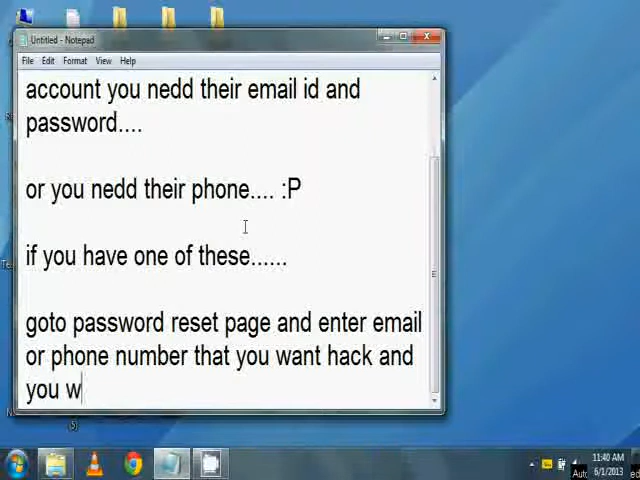 Untitled - Notepad
File Edit Format View Help
account you nedd their email id and
password....
or you nedd their phone.... :P
if you have one of these......
goto password reset page and enter email
or phone number that you want hack and
you w
(5)
11:40 AM
6/1/2013